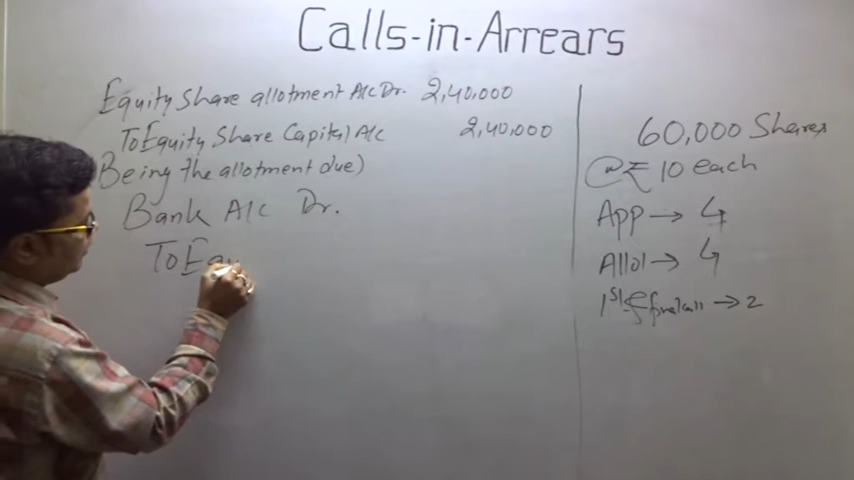 Calls-in-Arrears
Equity Share allotment A/c Dr. 2,40,000
To Equity Share Capital A/c 2,40,000
Being the allotment due)
Bank A/c Dr.
To Equ
60,000 Shares
@ ₹ 10 each
App → 4
Allot → 4
1st & final call → 2